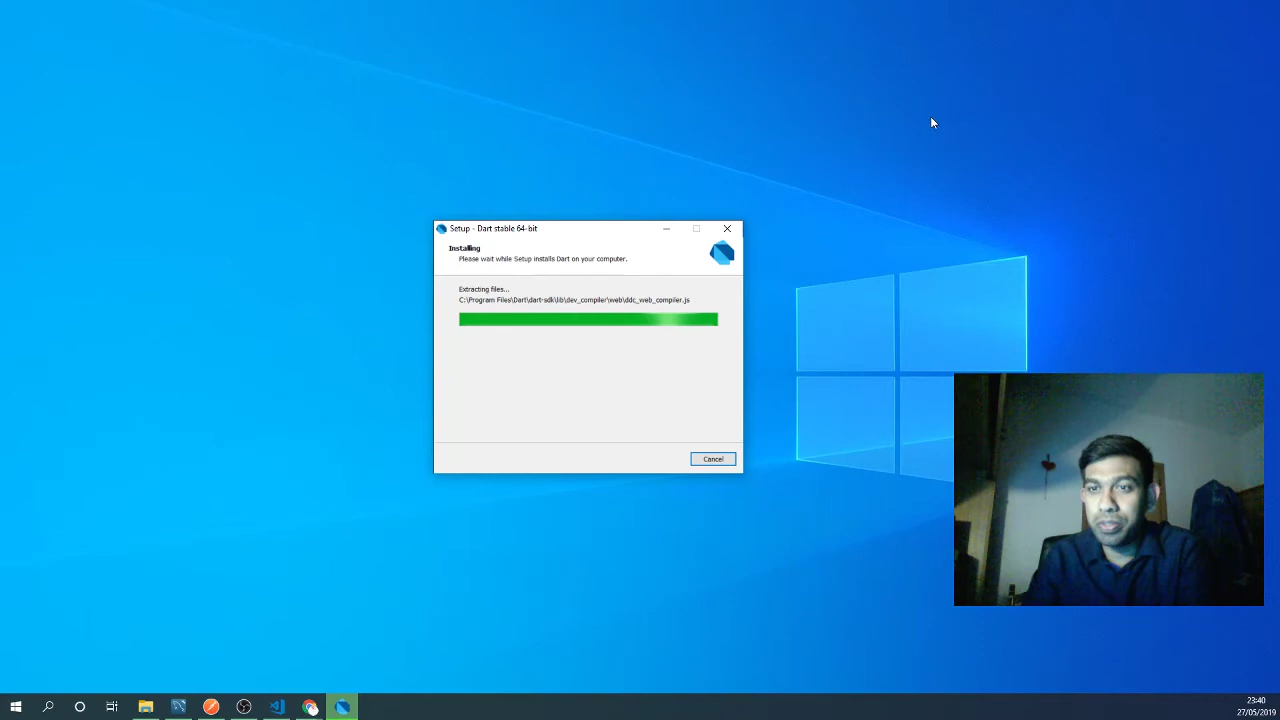 Setup - Dart stable 64-bit
Installing
Please wait while Setup installs Dart on your computer.
Extracting files...
C:\Program Files\Dart\dart-sdk\lib\dev_compiler\web\ddc_web_compiler.js
Cancel
23:40
27/05/2019